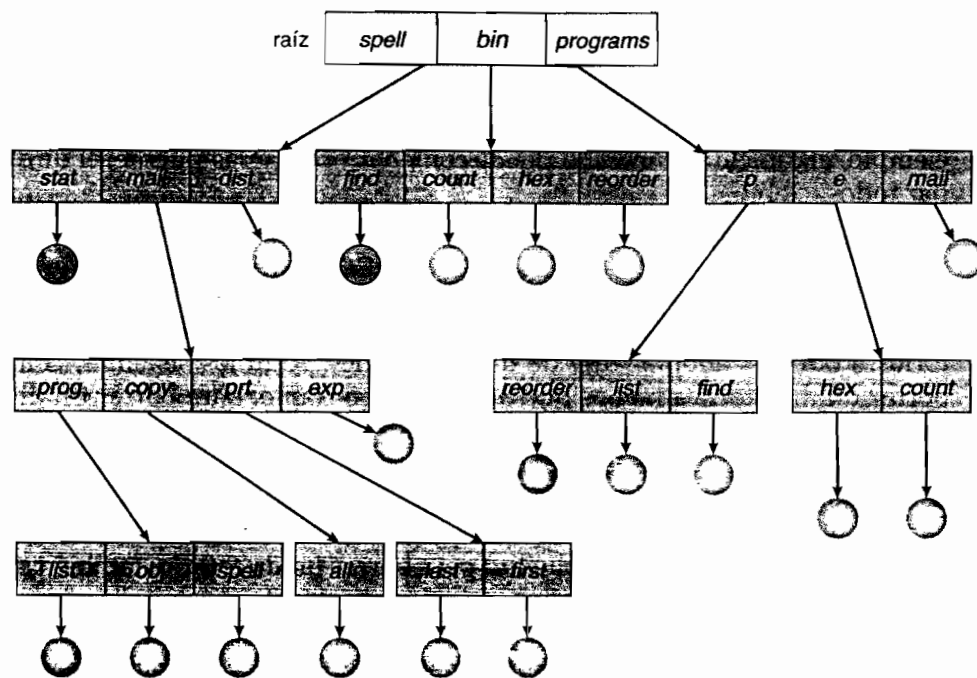 raíz spell bin programs
stat mail dist find count hex reorder p e mail
prog copy prt exp reorder list find hex count
list obj spell all last first